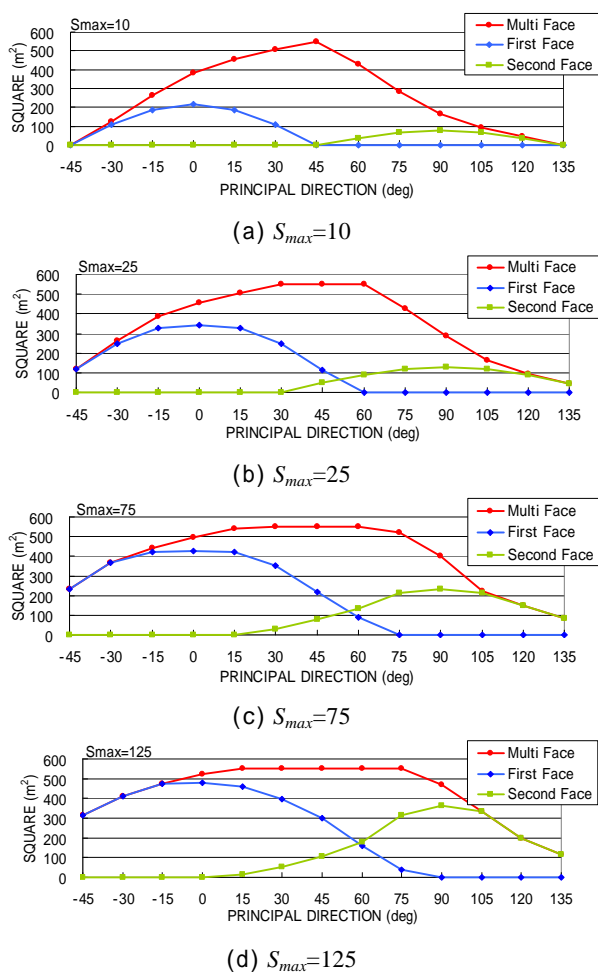 Smax=10
Multi Face
First Face
Second Face
SQUARE (m²)
600
500
400
300
200
100
0
-45 -30 -15 0 15 30 45 60 75 90 105 120 135
PRINCIPAL DIRECTION (deg)
(a) Smax=10
Smax=25
Multi Face
First Face
Second Face
SQUARE (m²)
600
500
400
300
200
100
0
-45 -30 -15 0 15 30 45 60 75 90 105 120 135
PRINCIPAL DIRECTION (deg)
(b) Smax=25
Smax=75
Multi Face
First Face
Second Face
SQUARE (m²)
600
500
400
300
200
100
0
-45 -30 -15 0 15 30 45 60 75 90 105 120 135
PRINCIPAL DIRECTION (deg)
(c) Smax=75
Smax=125
Multi Face
First Face
Second Face
SQUARE (m²)
600
500
400
300
200
100
0
-45 -30 -15 0 15 30 45 60 75 90 105 120 135
PRINCIPAL DIRECTION (deg)
(d) Smax=125